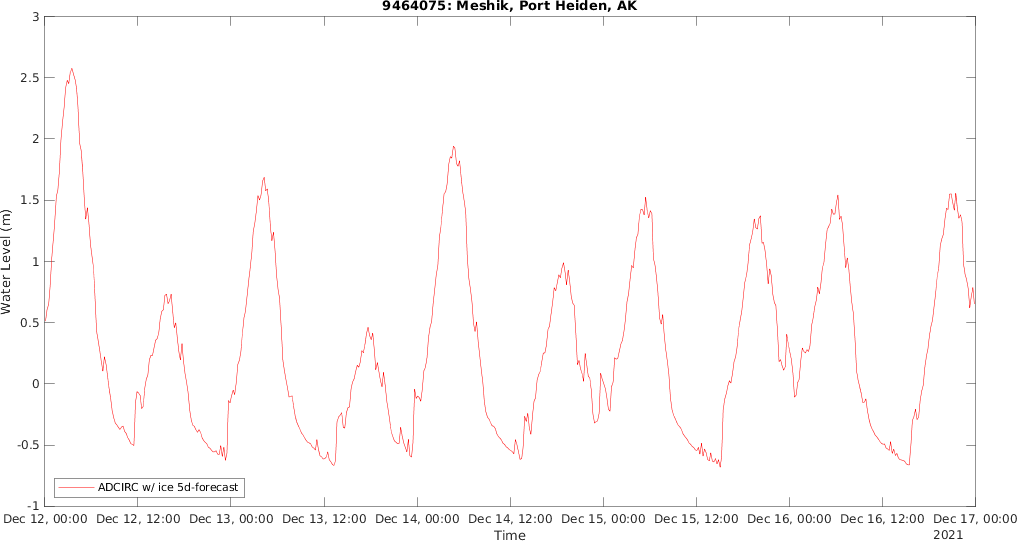 9464075: Meshik, Port Heiden, AK
3
2.5
2
1.5
1
0.5
0
-0.5
-1
Water Level (m)
ADCIRC w/ ice 5d-forecast
Dec 12, 00:00 Dec 12, 12:00 Dec 13, 00:00 Dec 13, 12:00 Dec 14, 00:00 Dec 14, 12:00 Dec 15, 00:00 Dec 15, 12:00 Dec 16, 00:00 Dec 16, 12:00 Dec 17, 00:00
Time
2021